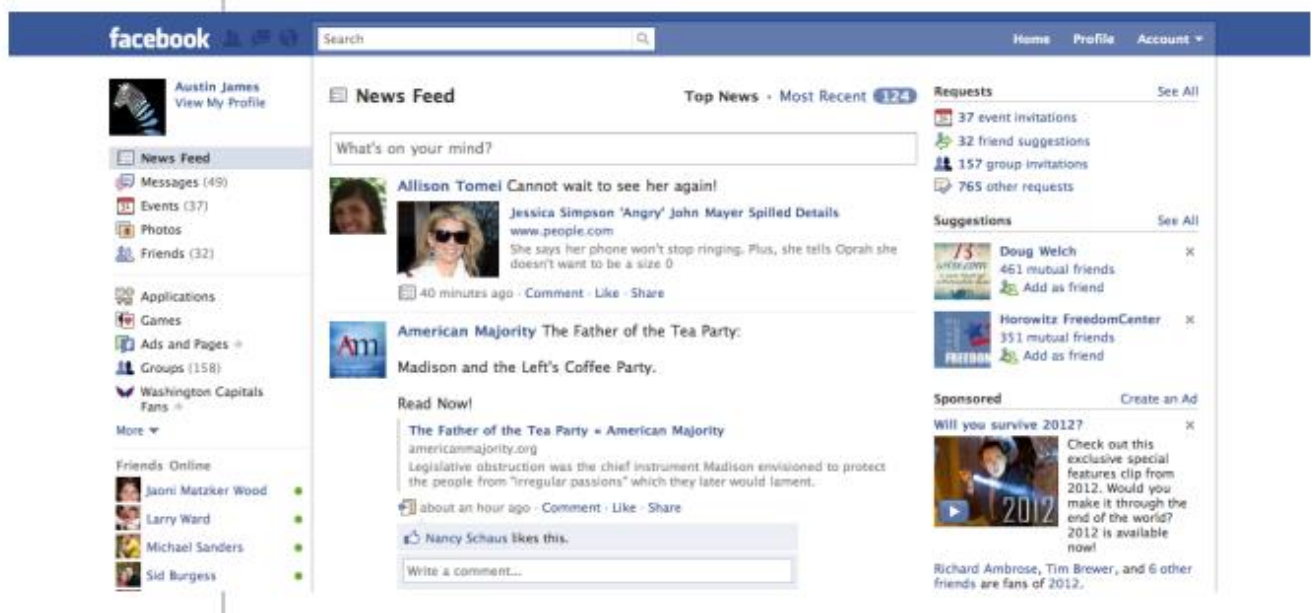 facebook
Search
Home Profile Account
Austin James
View My Profile
News Feed
Messages (49)
Events (37)
Photos
Friends (32)
Applications
Games
Ads and Pages
Groups (158)
Washington Capitals
Fans
More
Friends Online
Jaoni Matzker Wood
Larry Ward
Michael Sanders
Sid Burgess
News Feed
Top News · Most Recent 124
What's on your mind?
Allison Tomei Cannot wait to see her again!
Jessica Simpson 'Angry' John Mayer Spilled Details
www.people.com
She says her phone won't stop ringing. Plus, she tells Oprah she
doesn't want to be a size 0
40 minutes ago · Comment · Like · Share
Am
American Majority The Father of the Tea Party:
Madison and the Left's Coffee Party.
Read Now!
The Father of the Tea Party « American Majority
americanmajority.org
Legislative obstruction was the chief instrument Madison envisioned to protect
the people from "irregular passions" which they later would lament.
about an hour ago · Comment · Like · Share
Nancy Schaus likes this.
Write a comment...
Requests See All
37 event invitations
32 friend suggestions
157 group invitations
765 other requests
Suggestions See All
Doug Welch
461 mutual friends
Add as friend
Horowitz FreedomCenter
351 mutual friends
Add as friend
FREEDOM
Sponsored Create an Ad
Will you survive 2012?
2012
Check out this
exclusive special
features clip from
2012. Would you
make it through the
end of the world?
2012 is available
now!
Richard Ambrose, Tim Brewer, and 6 other
friends are fans of 2012.